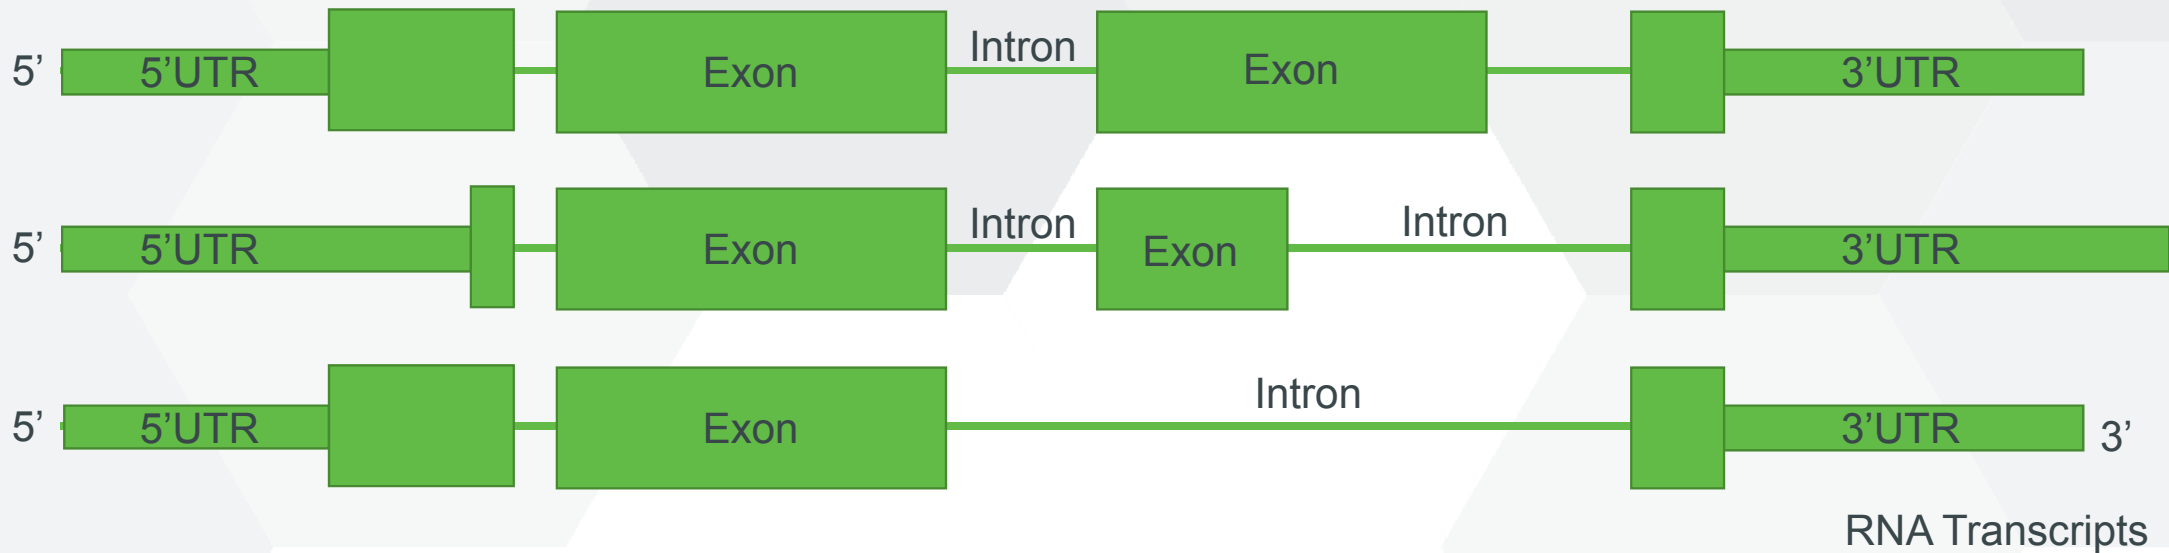 5’ 5’UTR Exon Intron Exon 3’UTR
5’ 5’UTR Exon Intron Exon Intron 3’UTR
5’ 5’UTR Exon Intron 3’UTR 3’
RNA Transcripts